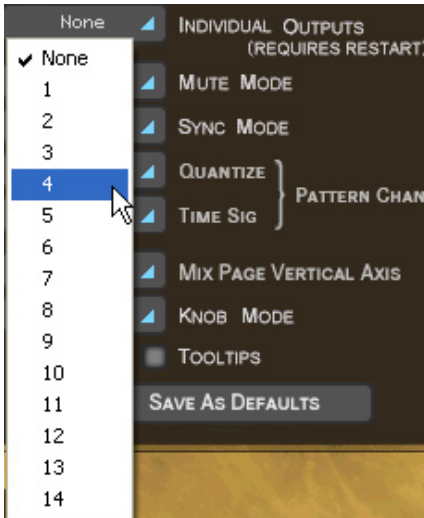 None
INDIVIDUAL OUTPUTS
(REQUIRES RESTART)
None
MUTE MODE
1
2
SYNC MODE
3
QUANTIZE
4
PATTERN CHAN
5
TIME SIG
6
7
MIX PAGE VERTICAL AXIS
8
KNOB MODE
9
TOOLTIPS
10
11
SAVE AS DEFAULTS
12
13
14